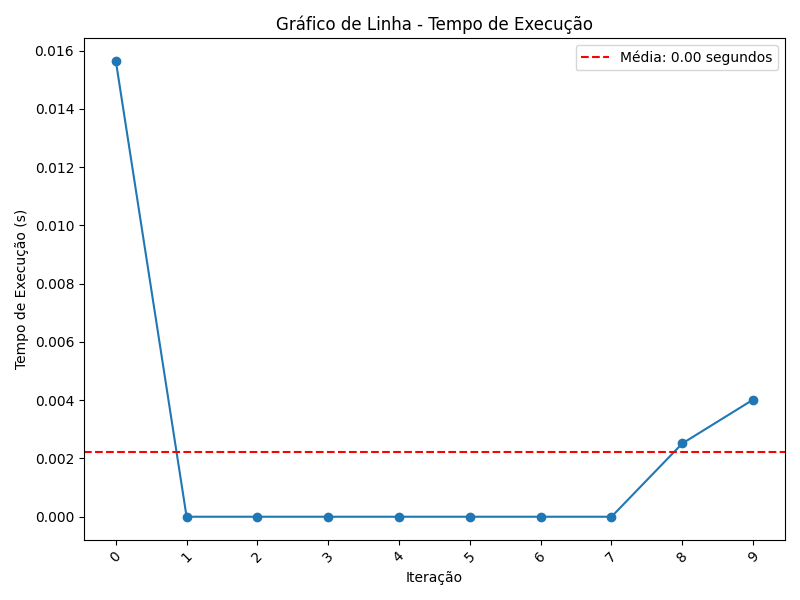 Gráfico de Linha - Tempo de Execução
Média: 0.00 segundos
Tempo de Execução (s)
0.016
0.014
0.012
0.010
0.008
0.006
0.004
0.002
0.000
0 1 2 3 4 5 6 7 8 9
Iteração